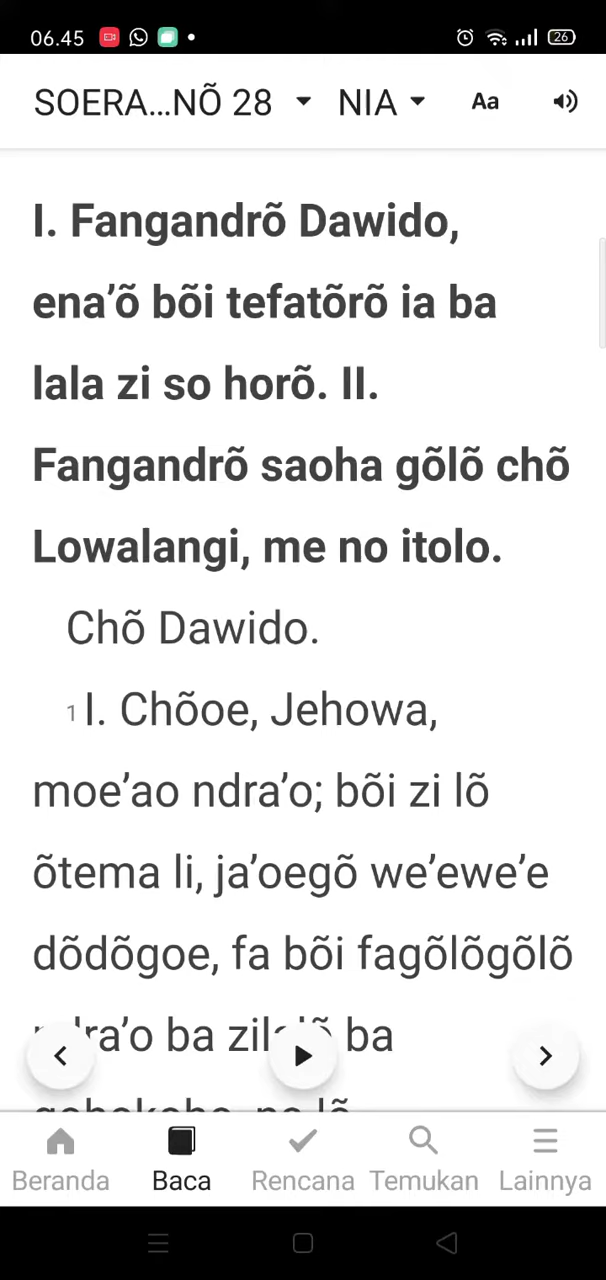 06.45
26
SOERA...NÕ 28 NIA Aa
I. Fangandrõ Dawido,
ena’õ bõi tefatõrõ ia ba
lala zi so horõ. II.
Fangandrõ saoha gõlõ chõ
Lowalangi, me no itolo.
Chõ Dawido.
1 I. Chõoe, Jehowa,
moe’ao ndra’o; bõi zi lõ
õtema li, ja’oegõ we’ewe’e
dõdõgoe, fa bõi fagõlõgõlõ
ba ba
Beranda Baca Rencana Temukan Lainnya